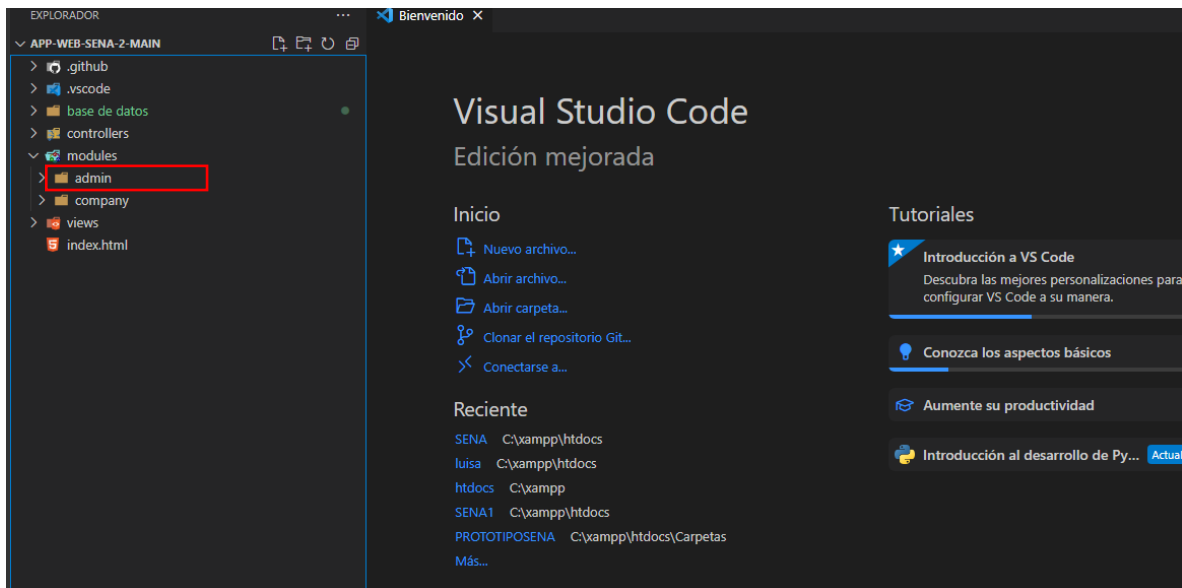 EXPLORADOR
APP-WEB-SENA-2-MAIN
.github
.vscode
base de datos
controllers
modules
admin
company
views
index.html
Bienvenido
Visual Studio Code
Edición mejorada
Inicio
Nuevo archivo...
Abrir archivo...
Abrir carpeta...
Clonar el repositorio Git...
Conectarse a...
Reciente
SENA C:\xampp\htdocs
luisa C:\xampp\htdocs
htdocs C:\xampp
SENA1 C:\xampp\htdocs
PROTOTIPOSENA C:\xampp\htdocs\Carpetas
Más...
Tutoriales
Introducción a VS Code
Descubra las mejores personalizaciones para
configurar VS Code a su manera.
Conozca los aspectos básicos
Aumente su productividad
Introducción al desarrollo de Py... Actual